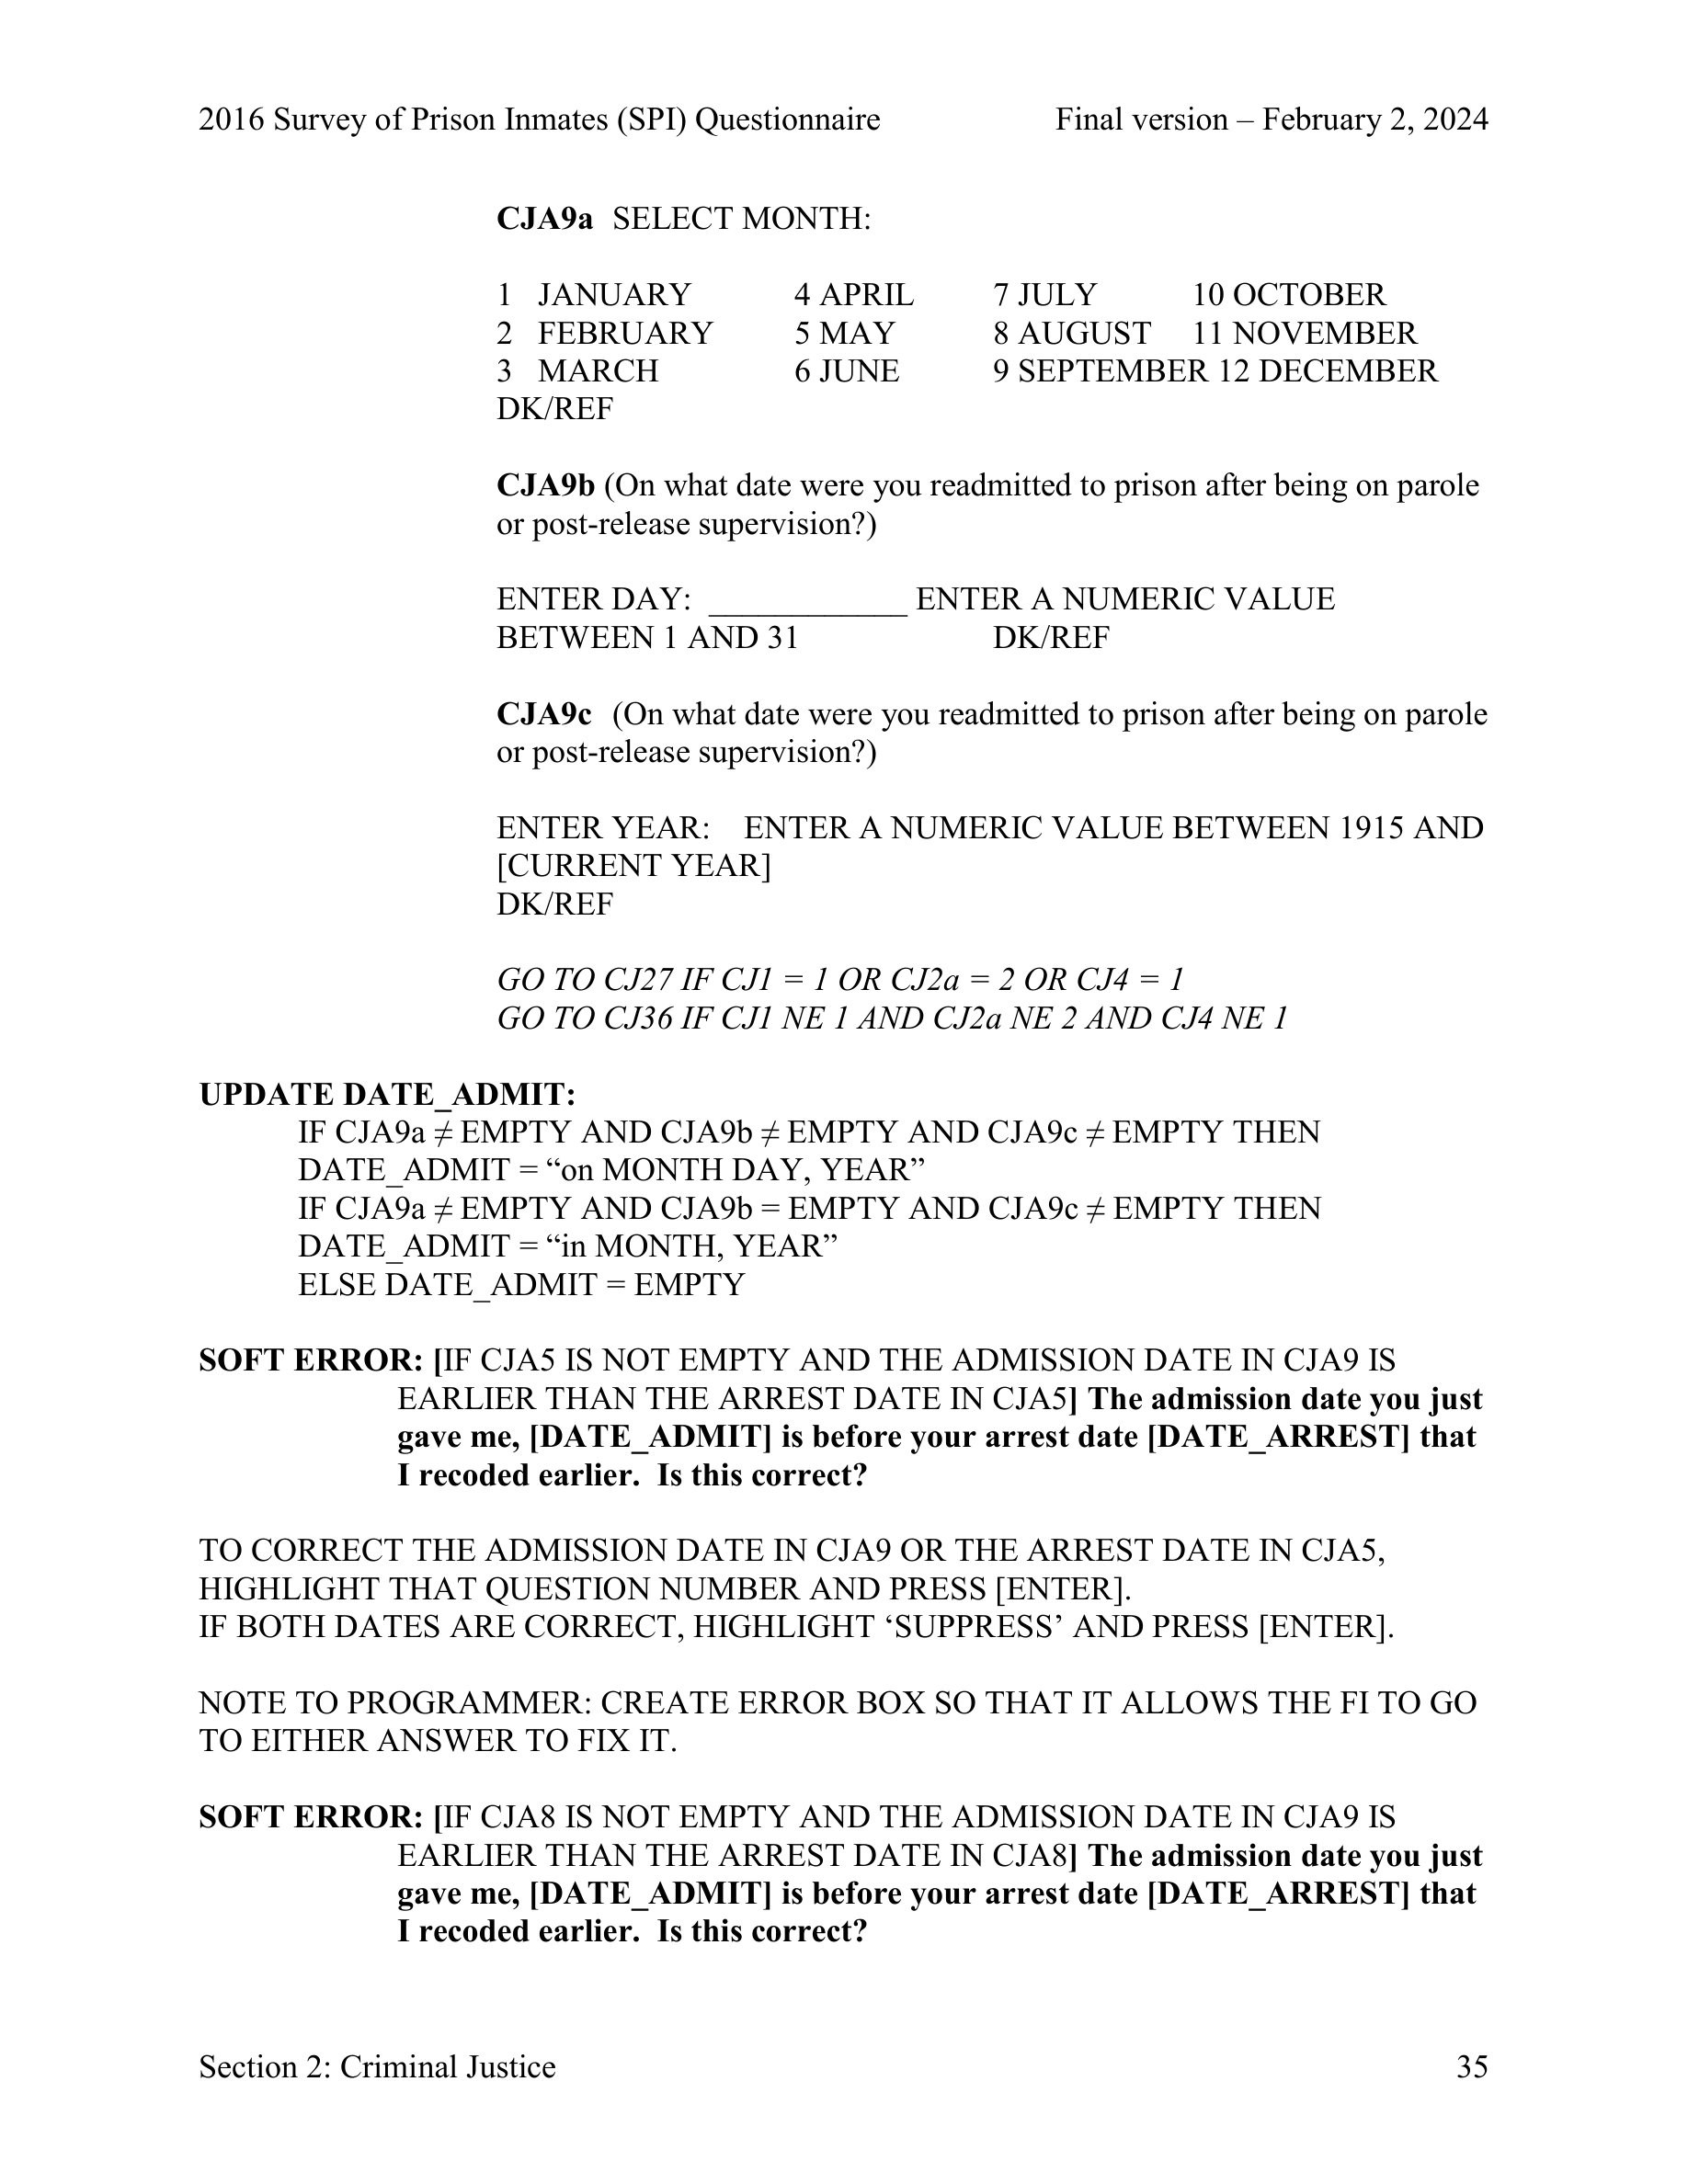 2016 Survey of Prison Inmates (SPI) Questionnaire Final version – February 2, 2024
CJA9a SELECT MONTH:
1 JANUARY 4 APRIL 7 JULY 10 OCTOBER
2 FEBRUARY 5 MAY 8 AUGUST 11 NOVEMBER
3 MARCH 6 JUNE 9 SEPTEMBER 12 DECEMBER
DK/REF
CJA9b (On what date were you readmitted to prison after being on parole
or post-release supervision?)
ENTER DAY: ____________ ENTER A NUMERIC VALUE
BETWEEN 1 AND 31 DK/REF
CJA9c (On what date were you readmitted to prison after being on parole
or post-release supervision?)
ENTER YEAR: ENTER A NUMERIC VALUE BETWEEN 1915 AND
[CURRENT YEAR]
DK/REF
GO TO CJ27 IF CJ1 = 1 OR CJ2a = 2 OR CJ4 = 1
GO TO CJ36 IF CJ1 NE 1 AND CJ2a NE 2 AND CJ4 NE 1
UPDATE DATE_ADMIT:
IF CJA9a ≠ EMPTY AND CJA9b ≠ EMPTY AND CJA9c ≠ EMPTY THEN
DATE_ADMIT = “on MONTH DAY, YEAR”
IF CJA9a ≠ EMPTY AND CJA9b = EMPTY AND CJA9c ≠ EMPTY THEN
DATE_ADMIT = “in MONTH, YEAR”
ELSE DATE_ADMIT = EMPTY
SOFT ERROR: [IF CJA5 IS NOT EMPTY AND THE ADMISSION DATE IN CJA9 IS
EARLIER THAN THE ARREST DATE IN CJA5] The admission date you just
gave me, [DATE_ADMIT] is before your arrest date [DATE_ARREST] that
I recoded earlier. Is this correct?
TO CORRECT THE ADMISSION DATE IN CJA9 OR THE ARREST DATE IN CJA5,
HIGHLIGHT THAT QUESTION NUMBER AND PRESS [ENTER].
IF BOTH DATES ARE CORRECT, HIGHLIGHT ‘SUPPRESS’ AND PRESS [ENTER].
NOTE TO PROGRAMMER: CREATE ERROR BOX SO THAT IT ALLOWS THE FI TO GO
TO EITHER ANSWER TO FIX IT.
SOFT ERROR: [IF CJA8 IS NOT EMPTY AND THE ADMISSION DATE IN CJA9 IS
EARLIER THAN THE ARREST DATE IN CJA8] The admission date you just
gave me, [DATE_ADMIT] is before your arrest date [DATE_ARREST] that
I recoded earlier. Is this correct?
Section 2: Criminal Justice 35